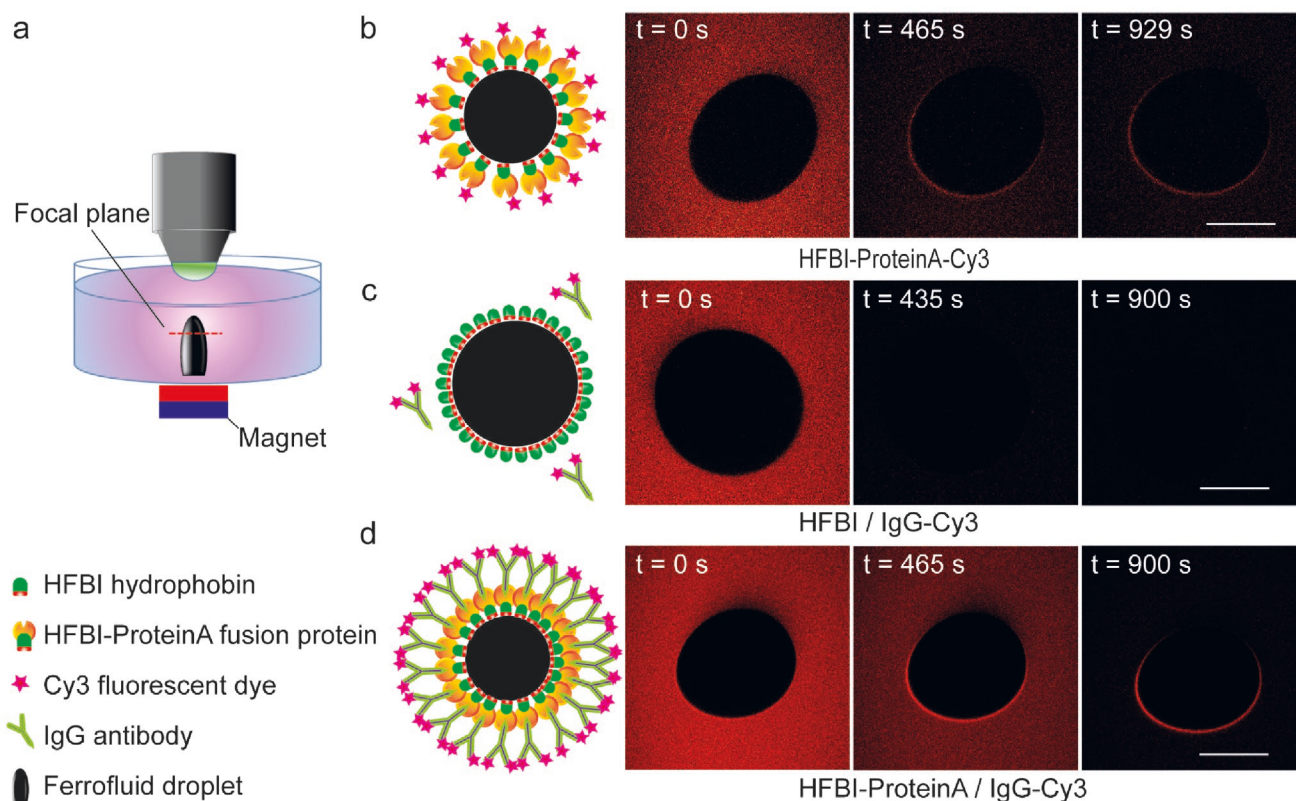 a
Focal plane
Magnet
HFBI hydrophobin
HFBI-ProteinA fusion protein
Cy3 fluorescent dye
IgG antibody
Ferrofluid droplet
b
t = 0 s
t = 465 s
t = 929 s
HFBI-ProteinA-Cy3
c
t = 0 s
t = 435 s
t = 900 s
HFBI / IgG-Cy3
d
t = 0 s
t = 465 s
t = 900 s
HFBI-ProteinA / IgG-Cy3